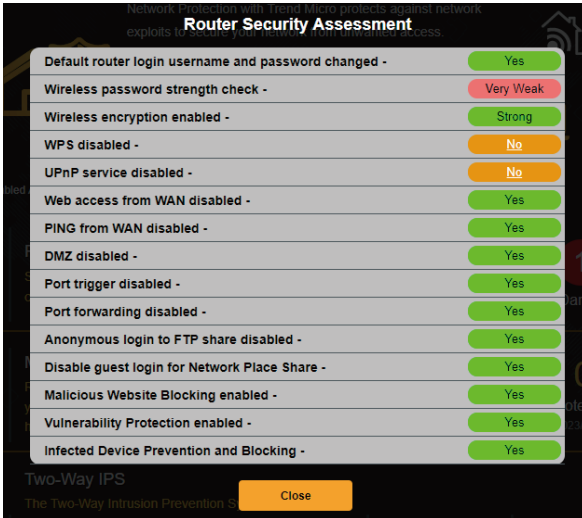 Network Protection with Trend Micro protects against network
exploits to secure your network from unwanted access.
Router Security Assessment
Default router login username and password changed - Yes
Wireless password strength check - Very Weak
Wireless encryption enabled - Strong
WPS disabled - No
UPnP service disabled - No
Web access from WAN disabled - Yes
PING from WAN disabled - Yes
DMZ disabled - Yes
Port trigger disabled - Yes
Port forwarding disabled - Yes
Anonymous login to FTP share disabled - Yes
Disable guest login for Network Place Share - Yes
Malicious Website Blocking enabled - Yes
Vulnerability Protection enabled - Yes
Infected Device Prevention and Blocking - Yes
Two-Way IPS
The Two-Way Intrusion Prevention
Close